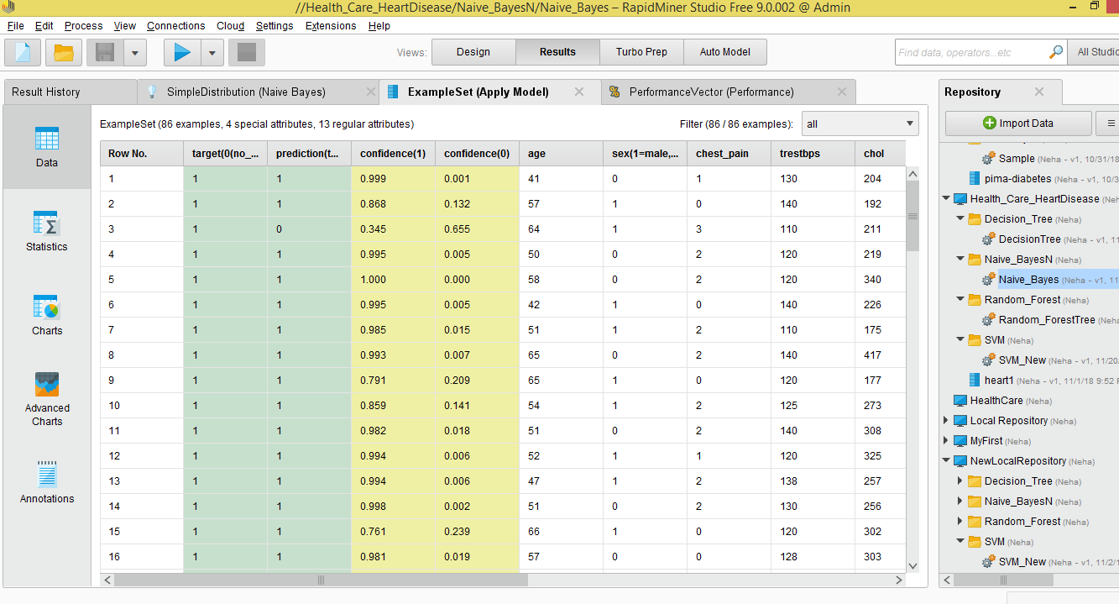 //Health_Care_HeartDisease/Naive_BayesN/Naive_Bayes – RapidMiner Studio Free 9.0.002 @ Admin
File Edit Process View Connections Cloud Settings Extensions Help
Views: Design Results Turbo Prep Auto Model Find data, operators...etc All Studio
Result History SimpleDistribution (Naive Bayes) ExampleSet (Apply Model) PerformanceVector (Performance) Repository
ExampleSet (86 examples, 4 special attributes, 13 regular attributes) Filter (86 / 86 examples): all
Import Data
Data
Statistics
Charts
Advanced Charts
Annotations
Row No. target(0(no_... prediction(t... confidence(1) confidence(0) age sex(1=male,... chest_pain trestbps chol
1 1 1 0.999 0.001 41 0 1 130 204
2 1 1 0.868 0.132 57 1 0 140 192
3 1 0 0.345 0.655 64 1 3 110 211
4 1 1 0.995 0.005 50 0 2 120 219
5 1 1 1.000 0.000 58 0 2 120 340
6 1 1 0.995 0.005 42 1 0 140 226
7 1 1 0.985 0.015 51 1 2 110 175
8 1 1 0.993 0.007 65 0 2 140 417
9 1 1 0.791 0.209 65 1 0 120 177
10 1 1 0.859 0.141 54 1 2 125 273
11 1 1 0.982 0.018 51 0 2 140 308
12 1 1 0.994 0.006 52 1 1 120 325
13 1 1 0.994 0.006 47 1 2 138 257
14 1 1 0.998 0.002 51 0 2 130 256
15 1 1 0.761 0.239 66 1 0 120 302
16 1 1 0.981 0.019 57 0 0 128 303
Sample (Neha - v1, 10/31/18
pima-diabetes (Neha - v1, 10/3
Health_Care_HeartDisease (Neh
Decision_Tree (Neha)
DecisionTree (Neha - v1, 11
Naive_BayesN (Neha)
Naive_Bayes (Neha - v1, 11
Random_Forest (Neha)
Random_ForestTree (Neha
SVM (Neha)
SVM_New (Neha - v1, 11/20
heart1 (Neha - v1, 11/1/18 9:52 P
HealthCare (Neha)
Local Repository (Neha)
MyFirst (Neha)
NewLocalRepository (Neha)
Decision_Tree (Neha)
Naive_BayesN (Neha)
Random_Forest (Neha)
SVM (Neha)
SVM_New (Neha - v1, 11/2/1